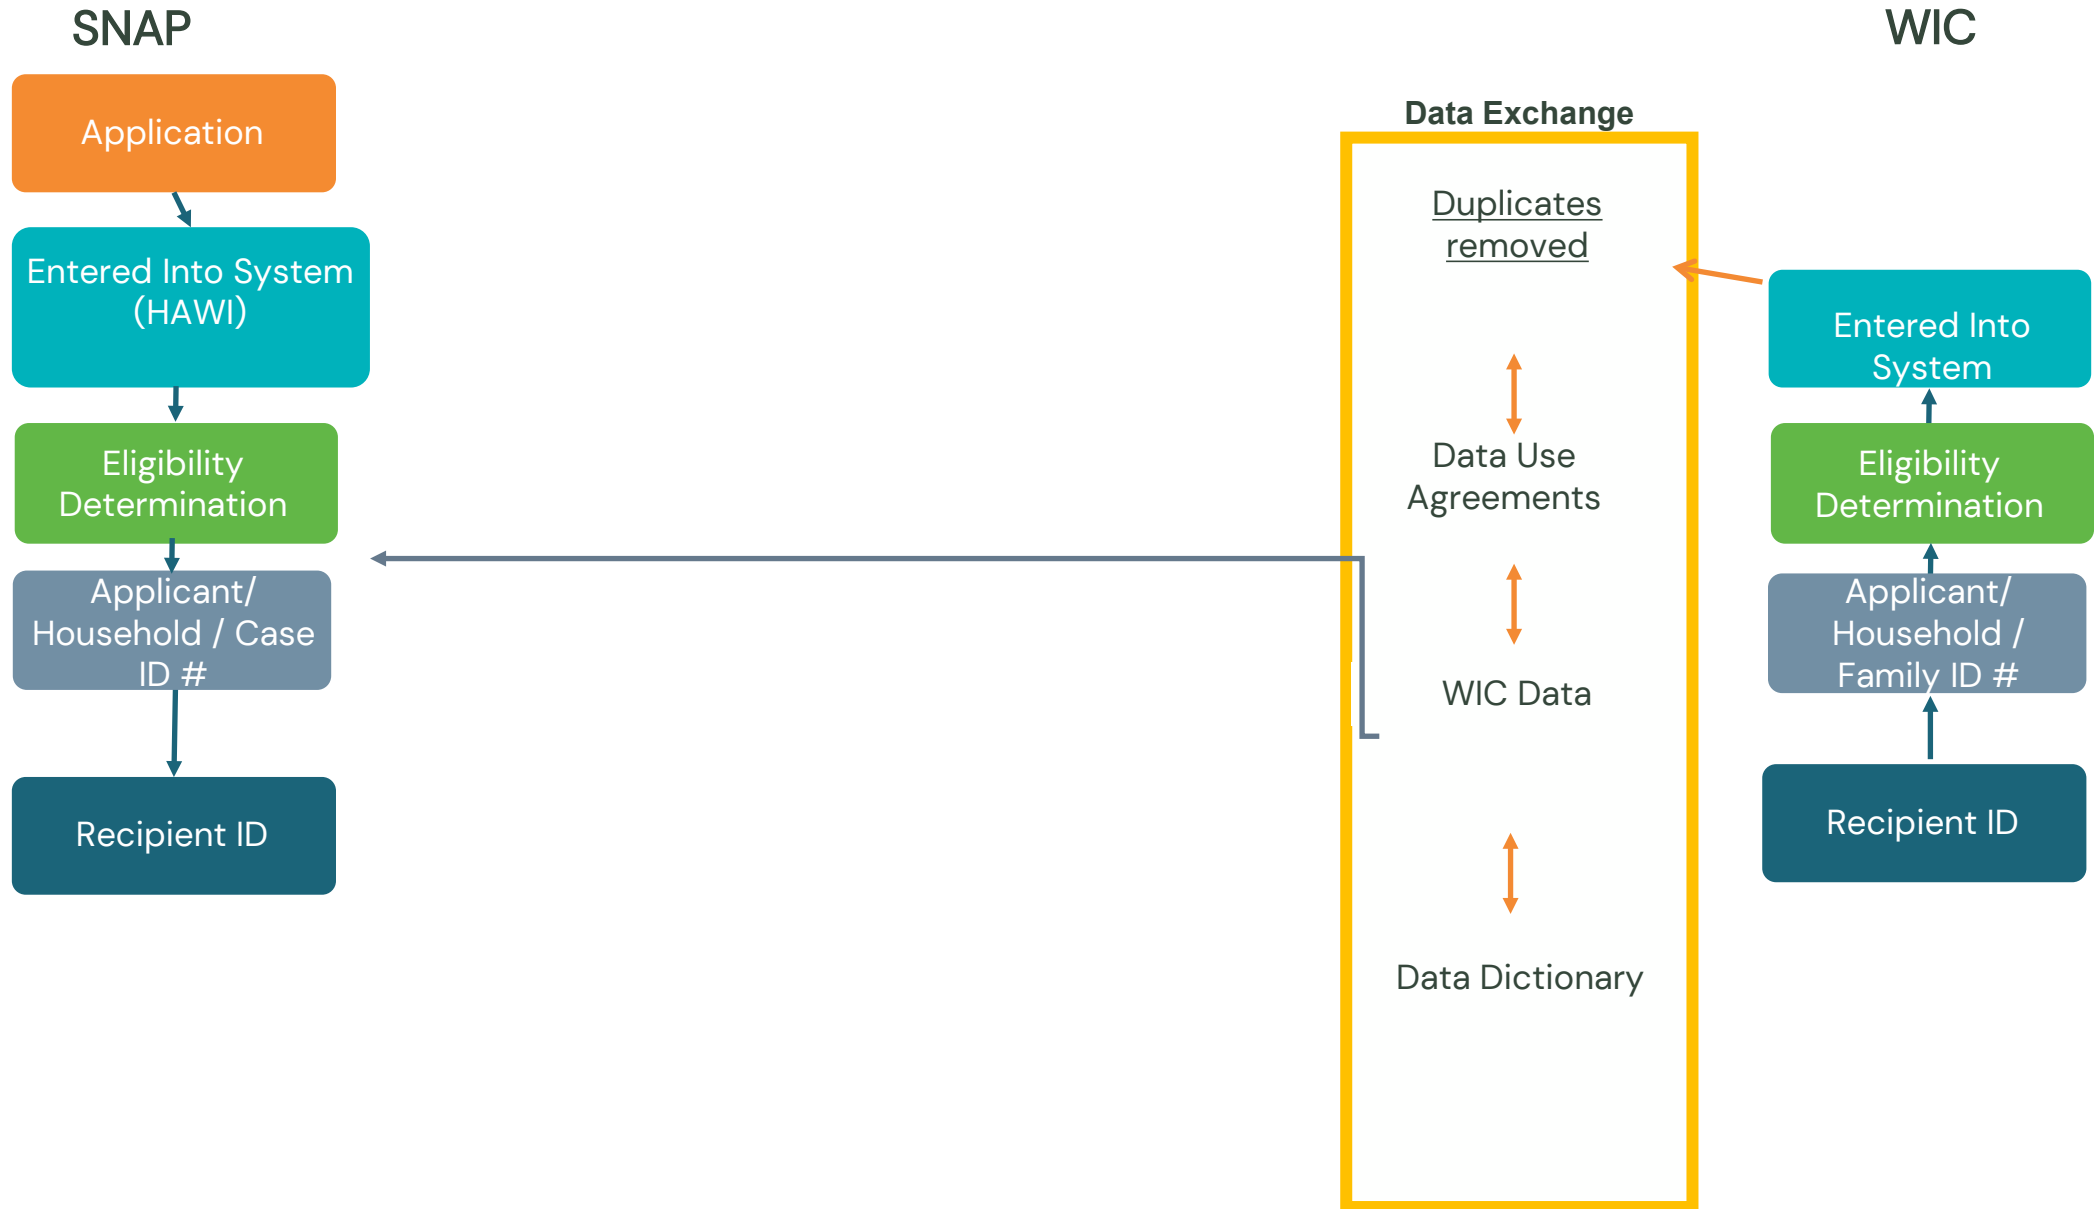 SNAP
WIC
Application
Entered Into System
(HAWI)
Eligibility
Determination
Applicant/
Household / Case
ID #
Recipient ID
Data Exchange
Duplicates
removed
Data Use
Agreements
WIC Data
Data Dictionary
Entered Into
System
Eligibility
Determination
Applicant/
Household /
Family ID #
Recipient ID